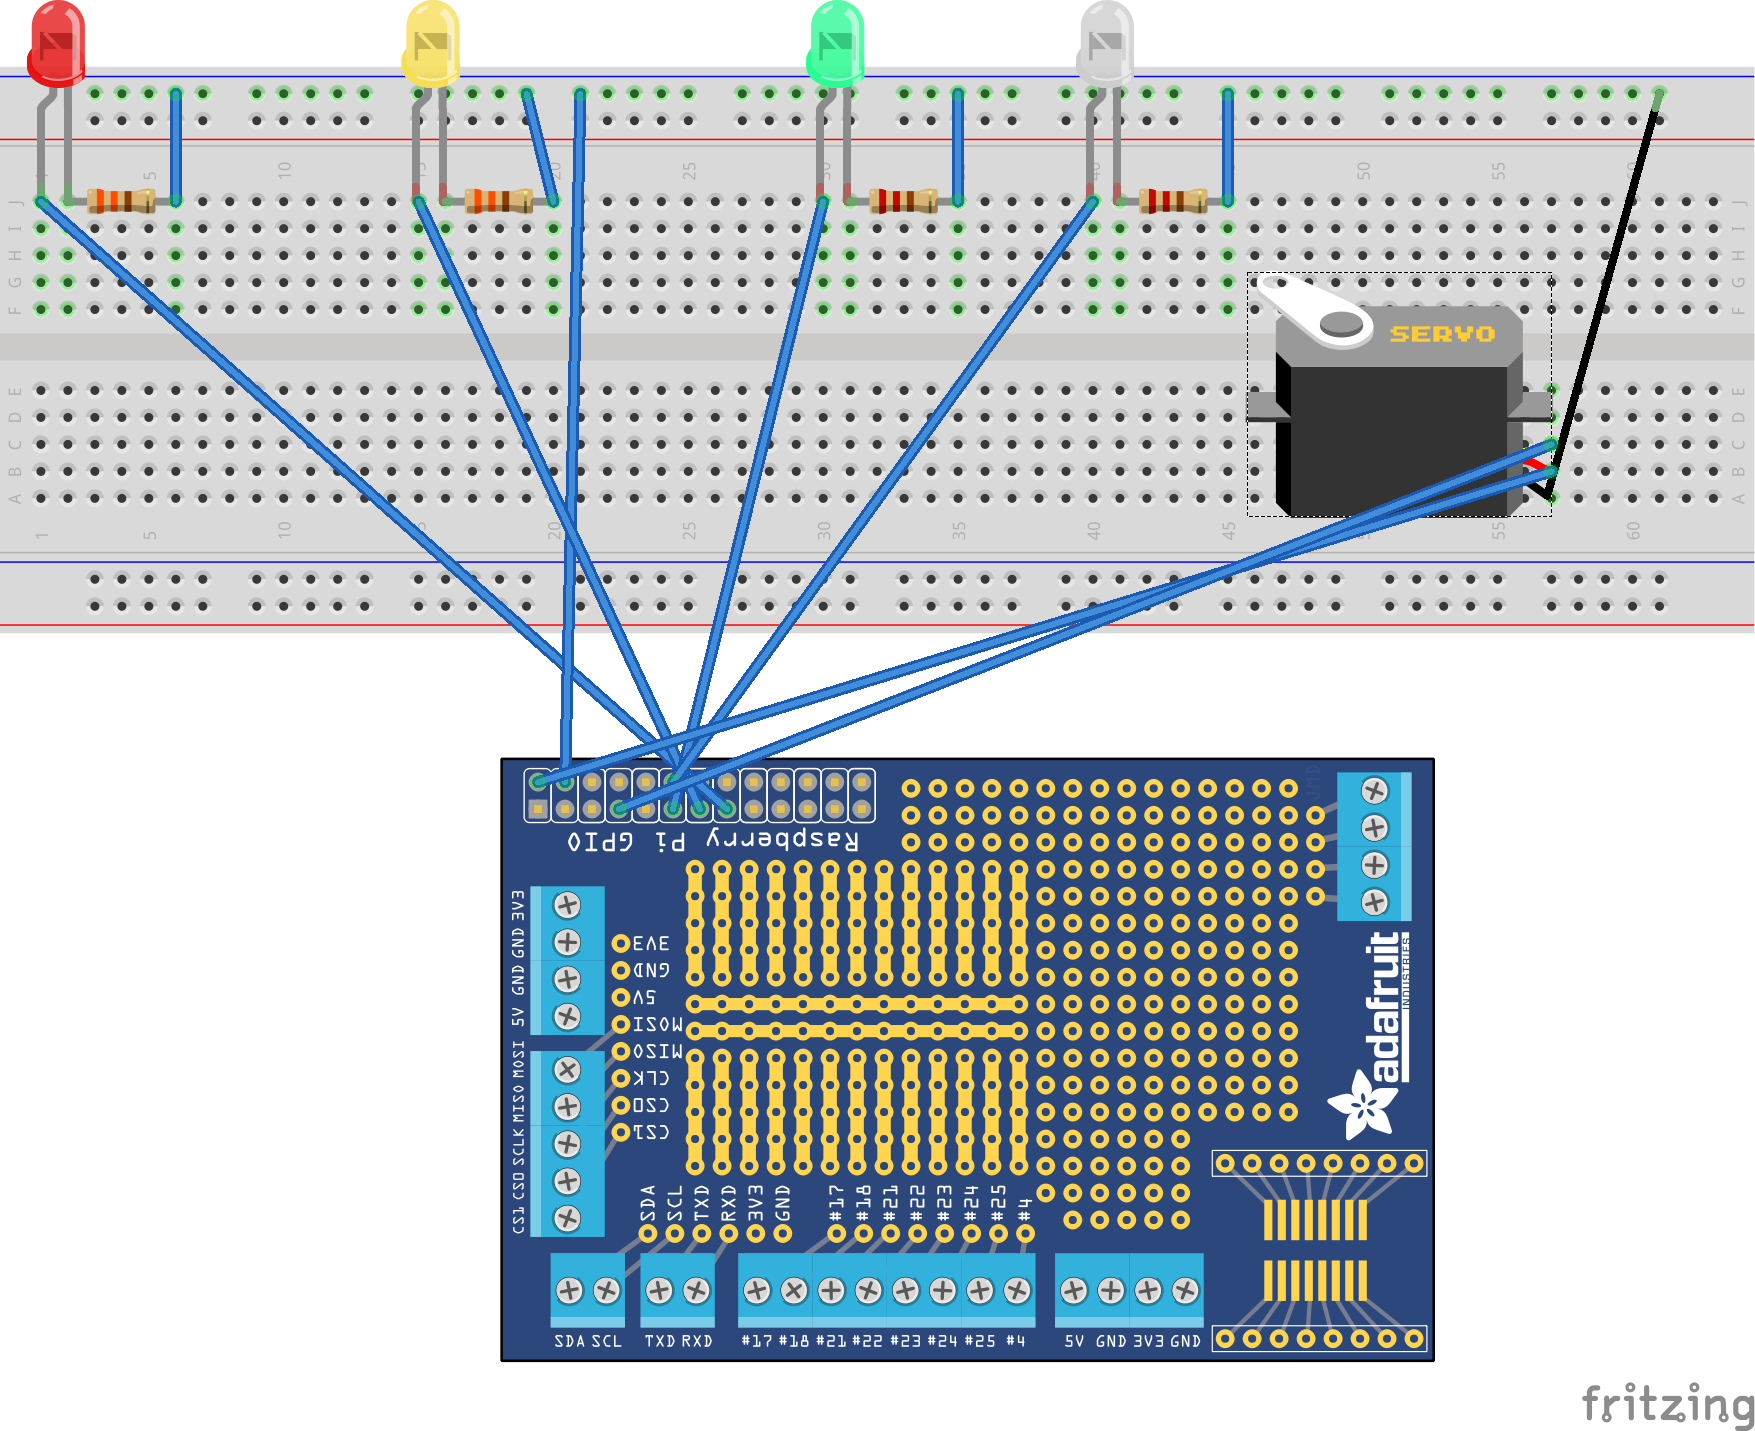 5 10 15 20 25 30 35 40 45 50 55 60
J J
I I
H H
G G
F F
SERVO
E E
D D
C C
B B
A A
1 5 10 15 20 25 30 35 40 45 50 55 60
Raspberry Pi GPIO
3V3
GND
GND
5V
3V3
GND
5V
MOSI
MISO
CLK
CS0
CS1
MOSI
MISO
SCLK
CS0
CS1
adafruit
INDUSTRIES
SDA SCL TXD RXD 3V3 GND #17 #18 #21 #22 #23 #24 #25 #4
SDA SCL TXD RXD #17 #18 #21 #22 #23 #24 #25 #4 5V GND 3V3 GND
fritzing